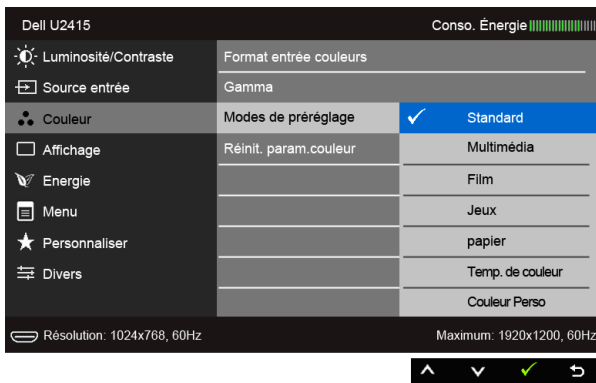 Dell U2415
Conso. Énergie
Luminosité/Contraste
Format entrée couleurs
Source entrée
Gamma
Couleur
Modes de préréglage
Standard
Affichage
Réinit. param.couleur
Multimédia
Energie
Film
Menu
Jeux
Personnaliser
papier
Divers
Temp. de couleur
Couleur Perso
Résolution: 1024x768, 60Hz
Maximum: 1920x1200, 60Hz